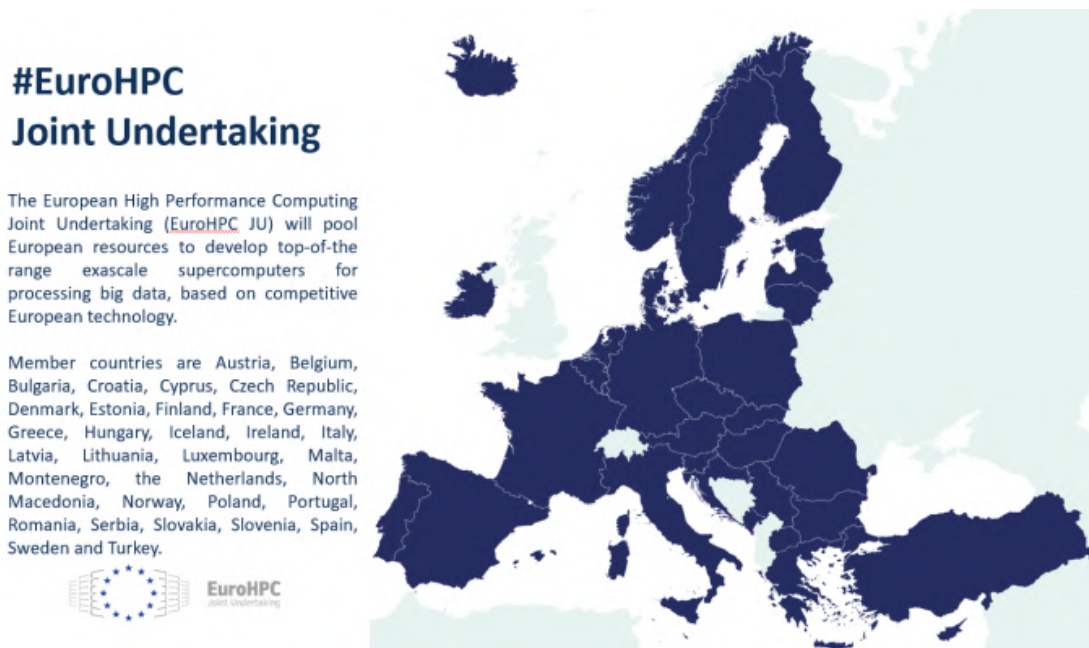 #EuroHPC
Joint Undertaking
The European High Performance Computing
Joint Undertaking (EuroHPC JU) will pool
European resources to develop top-of-the
range exascale supercomputers for
processing big data, based on competitive
European technology.
Member countries are Austria, Belgium,
Bulgaria, Croatia, Cyprus, Czech Republic,
Denmark, Estonia, Finland, France, Germany,
Greece, Hungary, Iceland, Ireland, Italy,
Latvia, Lithuania, Luxembourg, Malta,
Montenegro, the Netherlands, North
Macedonia, Norway, Poland, Portugal,
Romania, Serbia, Slovakia, Slovenia, Spain,
Sweden and Turkey.
EuroHPC
Joint Undertaking